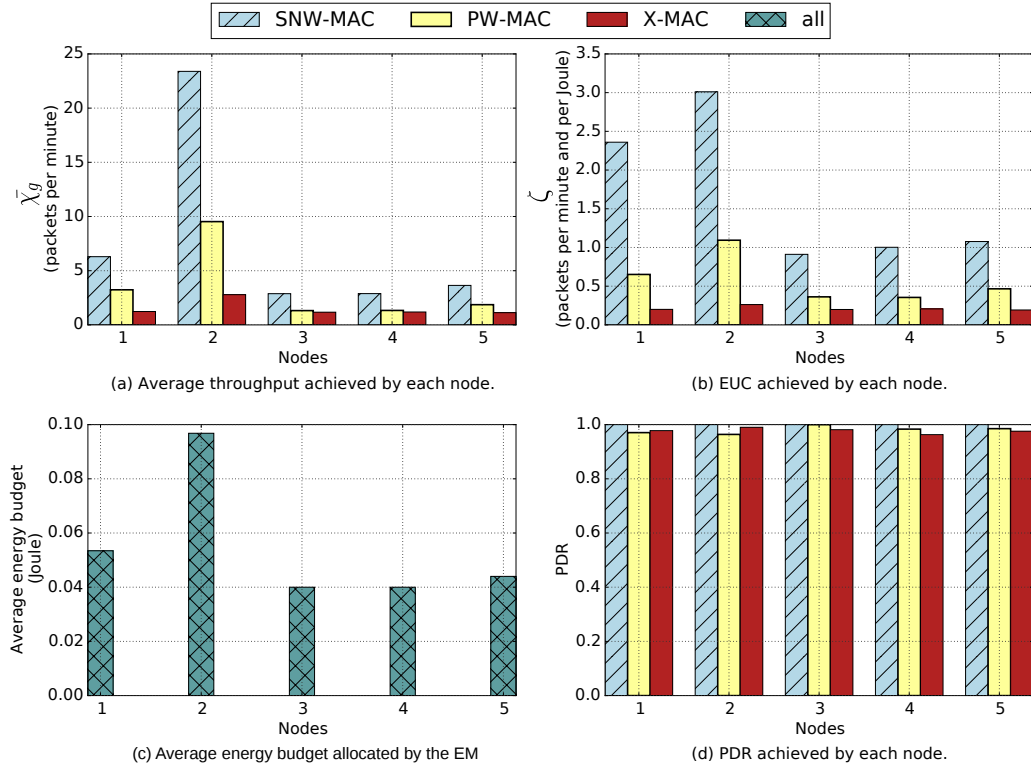 SNW-MAC PW-MAC X-MAC all
25
20
15
10
5
0
χ̄g
(packets per minute)
1 2 3 4 5
Nodes
(a) Average throughput achieved by each node.
3.5
3.0
2.5
2.0
1.5
1.0
0.5
0.0
ζ
(packets per minute and per Joule)
1 2 3 4 5
Nodes
(b) EUC achieved by each node.
0.10
0.08
0.06
0.04
0.02
0.00
Average energy budget
(Joule)
1 2 3 4 5
Nodes
(c) Average energy budget allocated by the EM
1.0
0.8
0.6
0.4
0.2
0.0
PDR
1 2 3 4 5
Nodes
(d) PDR achieved by each node.